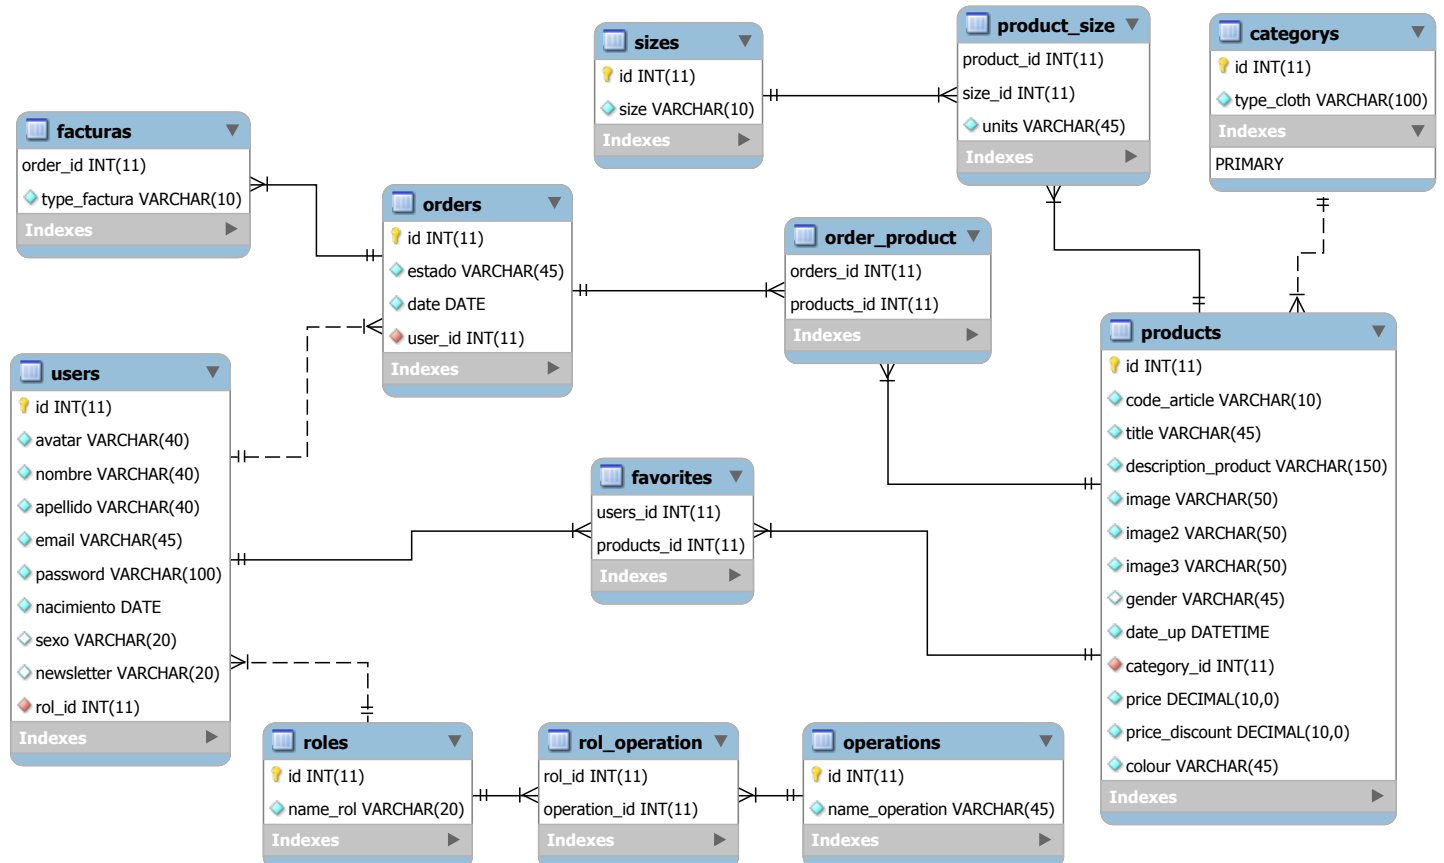 sizes
id INT(11)
size VARCHAR(10)
Indexes
product_size
product_id INT(11)
size_id INT(11)
units VARCHAR(45)
Indexes
categorys
id INT(11)
type_cloth VARCHAR(100)
Indexes
PRIMARY
facturas
order_id INT(11)
type_factura VARCHAR(10)
Indexes
orders
id INT(11)
estado VARCHAR(45)
date DATE
user_id INT(11)
Indexes
order_product
orders_id INT(11)
products_id INT(11)
Indexes
products
id INT(11)
code_article VARCHAR(10)
title VARCHAR(45)
description_product VARCHAR(150)
image VARCHAR(50)
image2 VARCHAR(50)
image3 VARCHAR(50)
gender VARCHAR(45)
date_up DATETIME
category_id INT(11)
price DECIMAL(10,0)
price_discount DECIMAL(10,0)
colour VARCHAR(45)
Indexes
users
id INT(11)
avatar VARCHAR(40)
nombre VARCHAR(40)
apellido VARCHAR(40)
email VARCHAR(45)
password VARCHAR(100)
nacimiento DATE
sexo VARCHAR(20)
newsletter VARCHAR(20)
rol_id INT(11)
Indexes
favorites
users_id INT(11)
products_id INT(11)
Indexes
roles
id INT(11)
name_rol VARCHAR(20)
Indexes
rol_operation
rol_id INT(11)
operation_id INT(11)
Indexes
operations
id INT(11)
name_operation VARCHAR(45)
Indexes